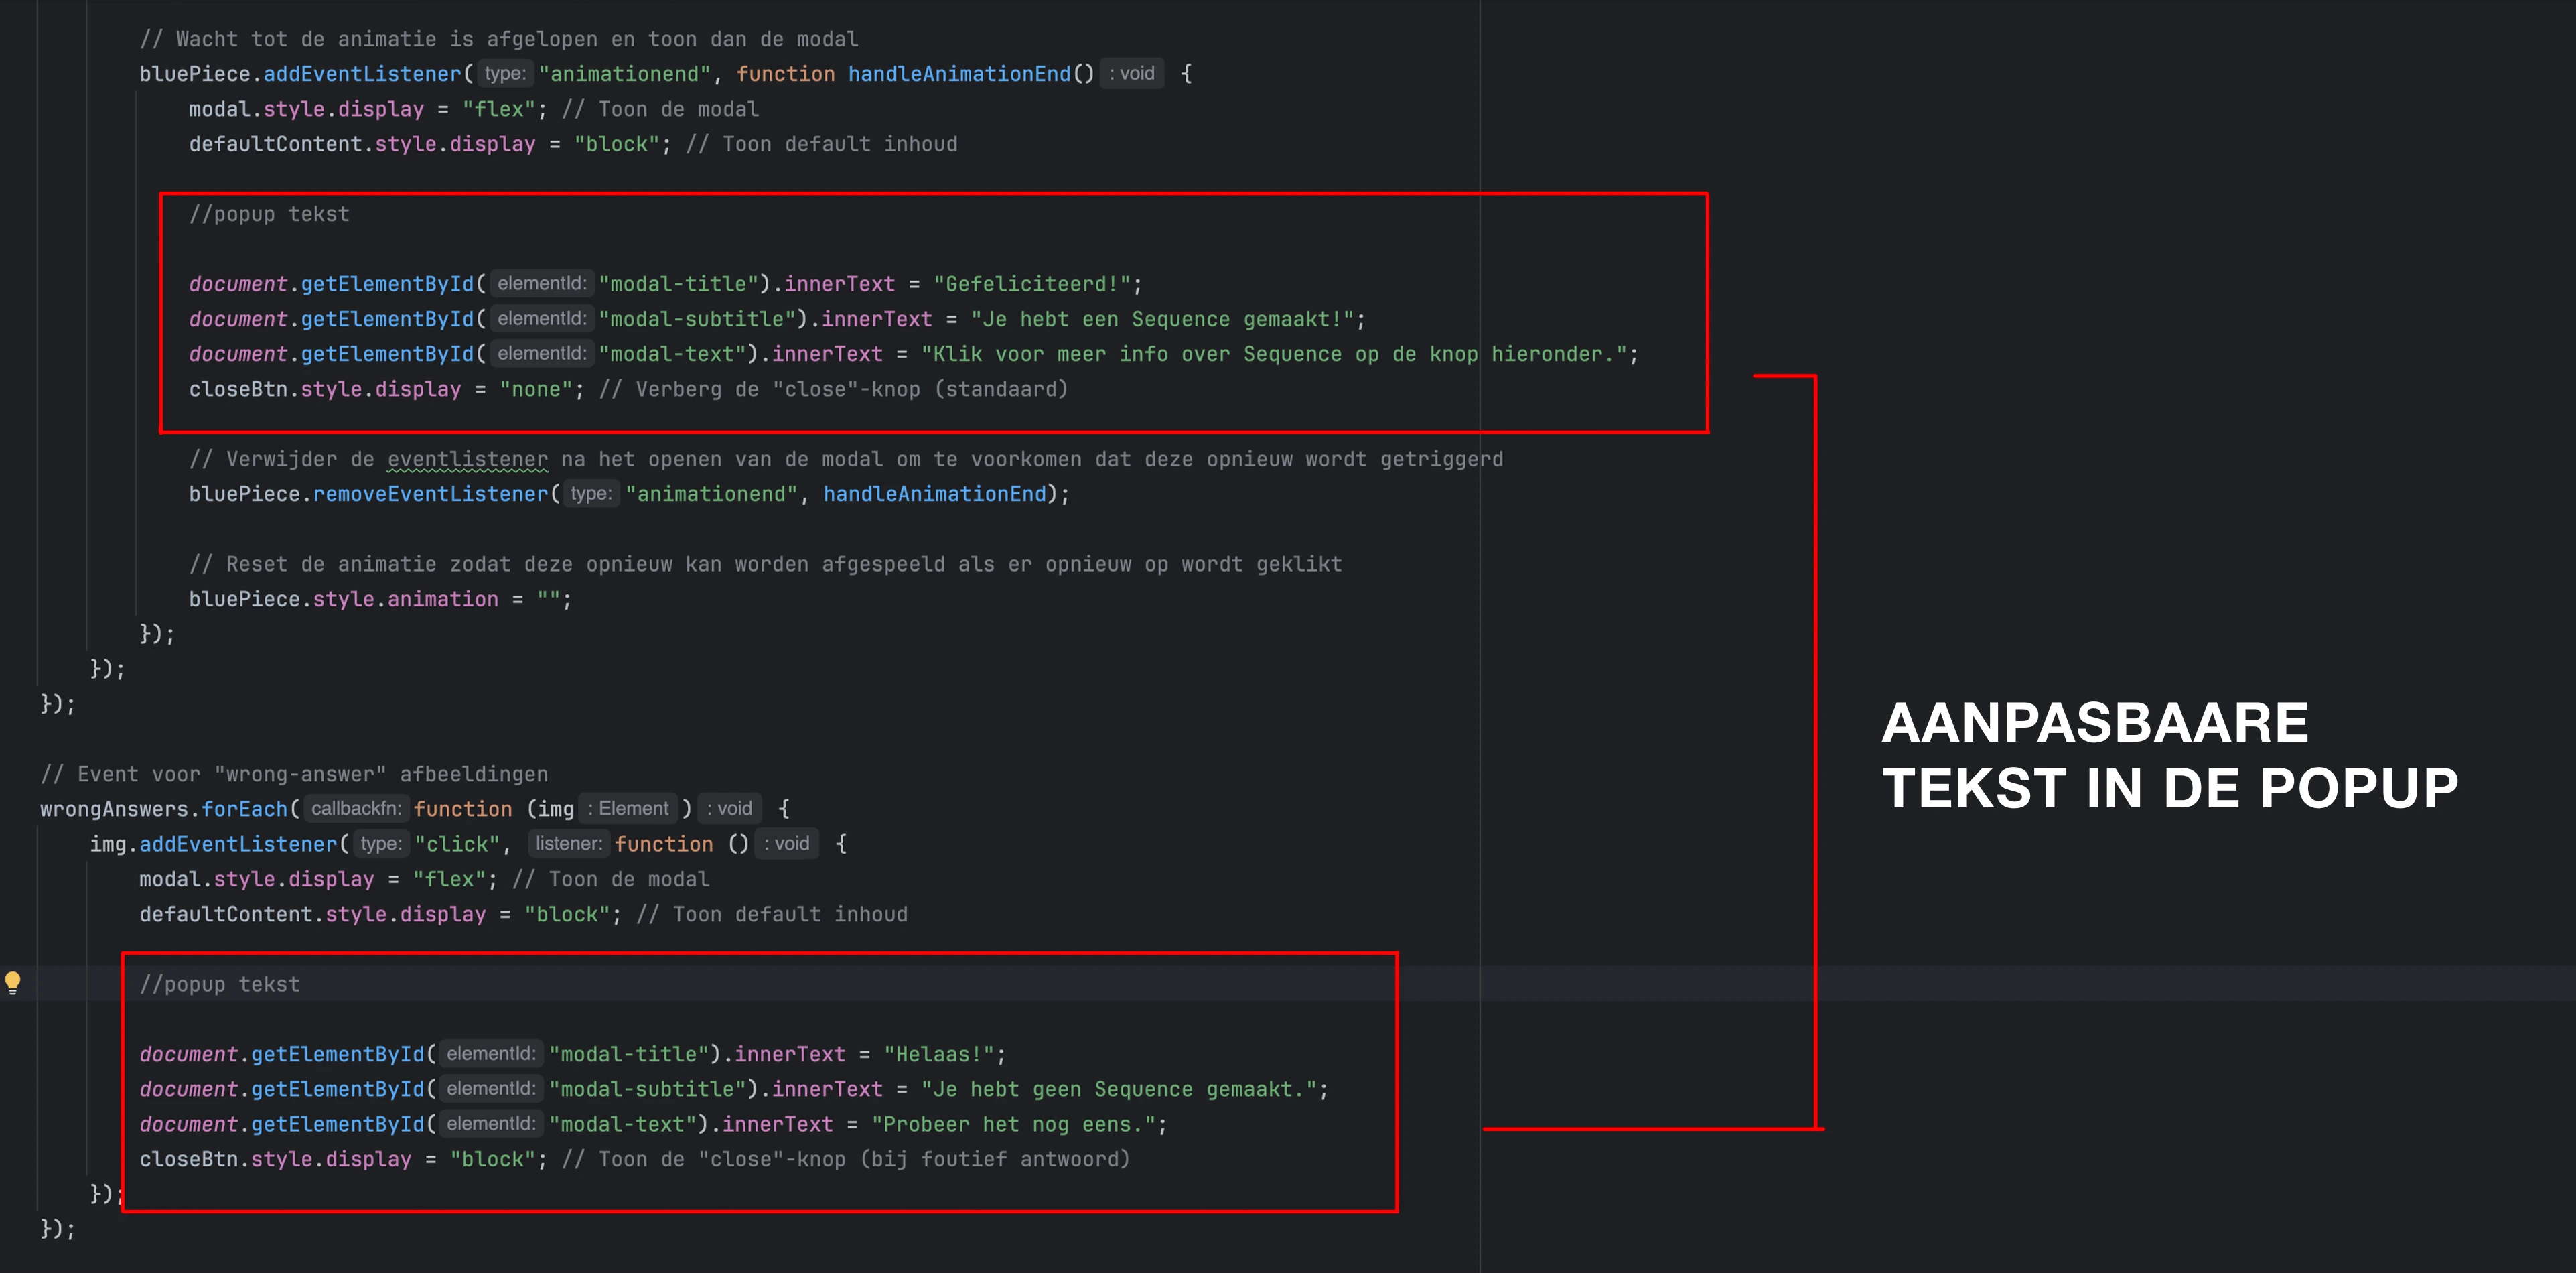 // Wacht tot de animatie is afgelopen en toon dan de modal
bluePiece.addEventListener( type: "animationend", function handleAnimationEnd() : void {
modal.style.display = "flex"; // Toon de modal
defaultContent.style.display = "block"; // Toon default inhoud
//popup tekst
document.getElementById( elementId: "modal-title").innerText = "Gefeliciteerd!";
document.getElementById( elementId: "modal-subtitle").innerText = "Je hebt een Sequence gemaakt!";
document.getElementById( elementId: "modal-text").innerText = "Klik voor meer info over Sequence op de knop hieronder.";
closeBtn.style.display = "none"; // Verberg de "close"-knop (standaard)
// Verwijder de eventlistener na het openen van de modal om te voorkomen dat deze opnieuw wordt getriggerd
bluePiece.removeEventListener( type: "animationend", handleAnimationEnd);
// Reset de animatie zodat deze opnieuw kan worden afgespeeld als er opnieuw op wordt geklikt
bluePiece.style.animation = "";
});
});
});
// Event voor "wrong-answer" afbeeldingen
wrongAnswers.forEach( callbackfn: function (img : Element ) : void {
img.addEventListener( type: "click", listener: function () : void {
modal.style.display = "flex"; // Toon de modal
defaultContent.style.display = "block"; // Toon default inhoud
//popup tekst
document.getElementById( elementId: "modal-title").innerText = "Helaas!";
document.getElementById( elementId: "modal-subtitle").innerText = "Je hebt geen Sequence gemaakt.";
document.getElementById( elementId: "modal-text").innerText = "Probeer het nog eens.";
closeBtn.style.display = "block"; // Toon de "close"-knop (bij foutief antwoord)
});
});
AANPASBAARE
TEKST IN DE POPUP